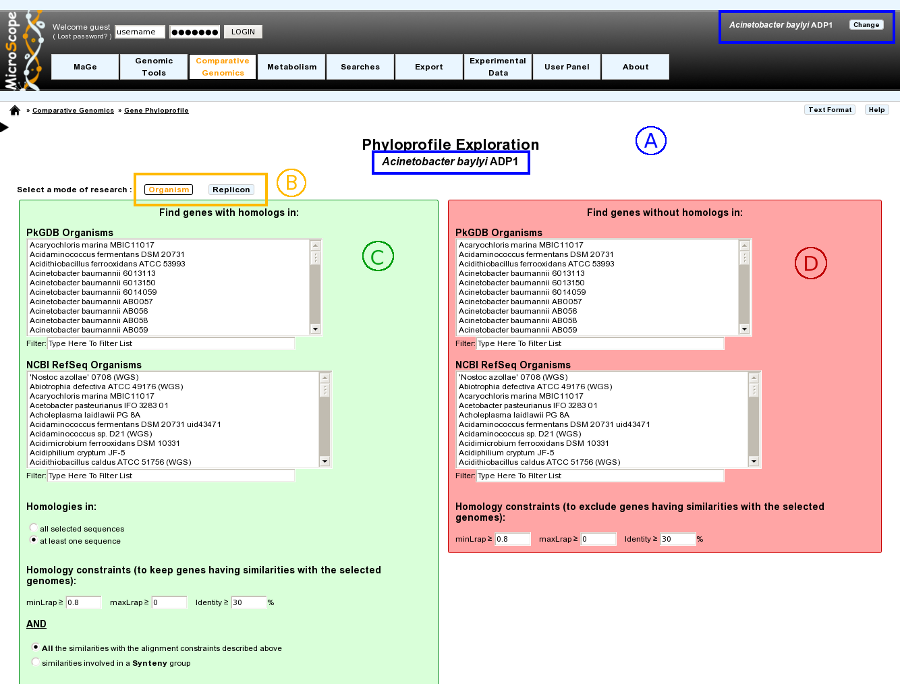 MicroScope
Welcome guest
( Lost password? )
username
LOGIN
Acinetobacter baylyi ADP1
Change
MaGe
Genomic Tools
Comparative Genomics
Metabolism
Searches
Export
Experimental Data
User Panel
About
» Comparative Genomics » Gene Phyloprofile
Text Format
Help
Phyloprofile Exploration
Acinetobacter baylyi ADP1
A
Select a mode of research :
Organism
Replicon
B
Find genes with homologs in:
C
PkGDB Organisms
Acaryochloris marina MBIC11017
Acidaminococcus fermentans DSM 20731
Acidithiobacillus ferrooxidans ATCC 53993
Acinetobacter baumannii 6013113
Acinetobacter baumannii 6013150
Acinetobacter baumannii 6014059
Acinetobacter baumannii AB0057
Acinetobacter baumannii AB056
Acinetobacter baumannii AB058
Acinetobacter baumannii AB059
Filter: Type Here To Filter List
NCBI RefSeq Organisms
'Nostoc azollae' 0708 (WGS)
Abiotrophia defectiva ATCC 49176 (WGS)
Acaryochloris marina MBIC11017
Acetobacter pasteurianus IFO 3283 01
Acholeplasma laidlawii PG 8A
Acidaminococcus fermentans DSM 20731 uid43471
Acidaminococcus sp. D21 (WGS)
Acidimicrobium ferrooxidans DSM 10331
Acidiphilium cryptum JF-5
Acidithiobacillus caldus ATCC 51756 (WGS)
Filter: Type Here To Filter List
Homologies in:
all selected sequences
at least one sequence
Homology constraints (to keep genes having similarities with the selected
genomes):
minLrap ≥ 0.8 maxLrap ≥ 0 Identity ≥ 30 %
AND
All the similarities with the alignment constraints described above
similarities involved in a Synteny group
Find genes without homologs in:
D
PkGDB Organisms
Acaryochloris marina MBIC11017
Acidaminococcus fermentans DSM 20731
Acidithiobacillus ferrooxidans ATCC 53993
Acinetobacter baumannii 6013113
Acinetobacter baumannii 6013150
Acinetobacter baumannii 6014059
Acinetobacter baumannii AB0057
Acinetobacter baumannii AB056
Acinetobacter baumannii AB058
Acinetobacter baumannii AB059
Filter: Type Here To Filter List
NCBI RefSeq Organisms
'Nostoc azollae' 0708 (WGS)
Abiotrophia defectiva ATCC 49176 (WGS)
Acaryochloris marina MBIC11017
Acetobacter pasteurianus IFO 3283 01
Acholeplasma laidlawii PG 8A
Acidaminococcus fermentans DSM 20731 uid43471
Acidaminococcus sp. D21 (WGS)
Acidimicrobium ferrooxidans DSM 10331
Acidiphilium cryptum JF-5
Acidithiobacillus caldus ATCC 51756 (WGS)
Filter: Type Here To Filter List
Homology constraints (to exclude genes having similarities with the selected
genomes):
minLrap ≥ 0.8 maxLrap ≥ 0 Identity ≥ 30 %